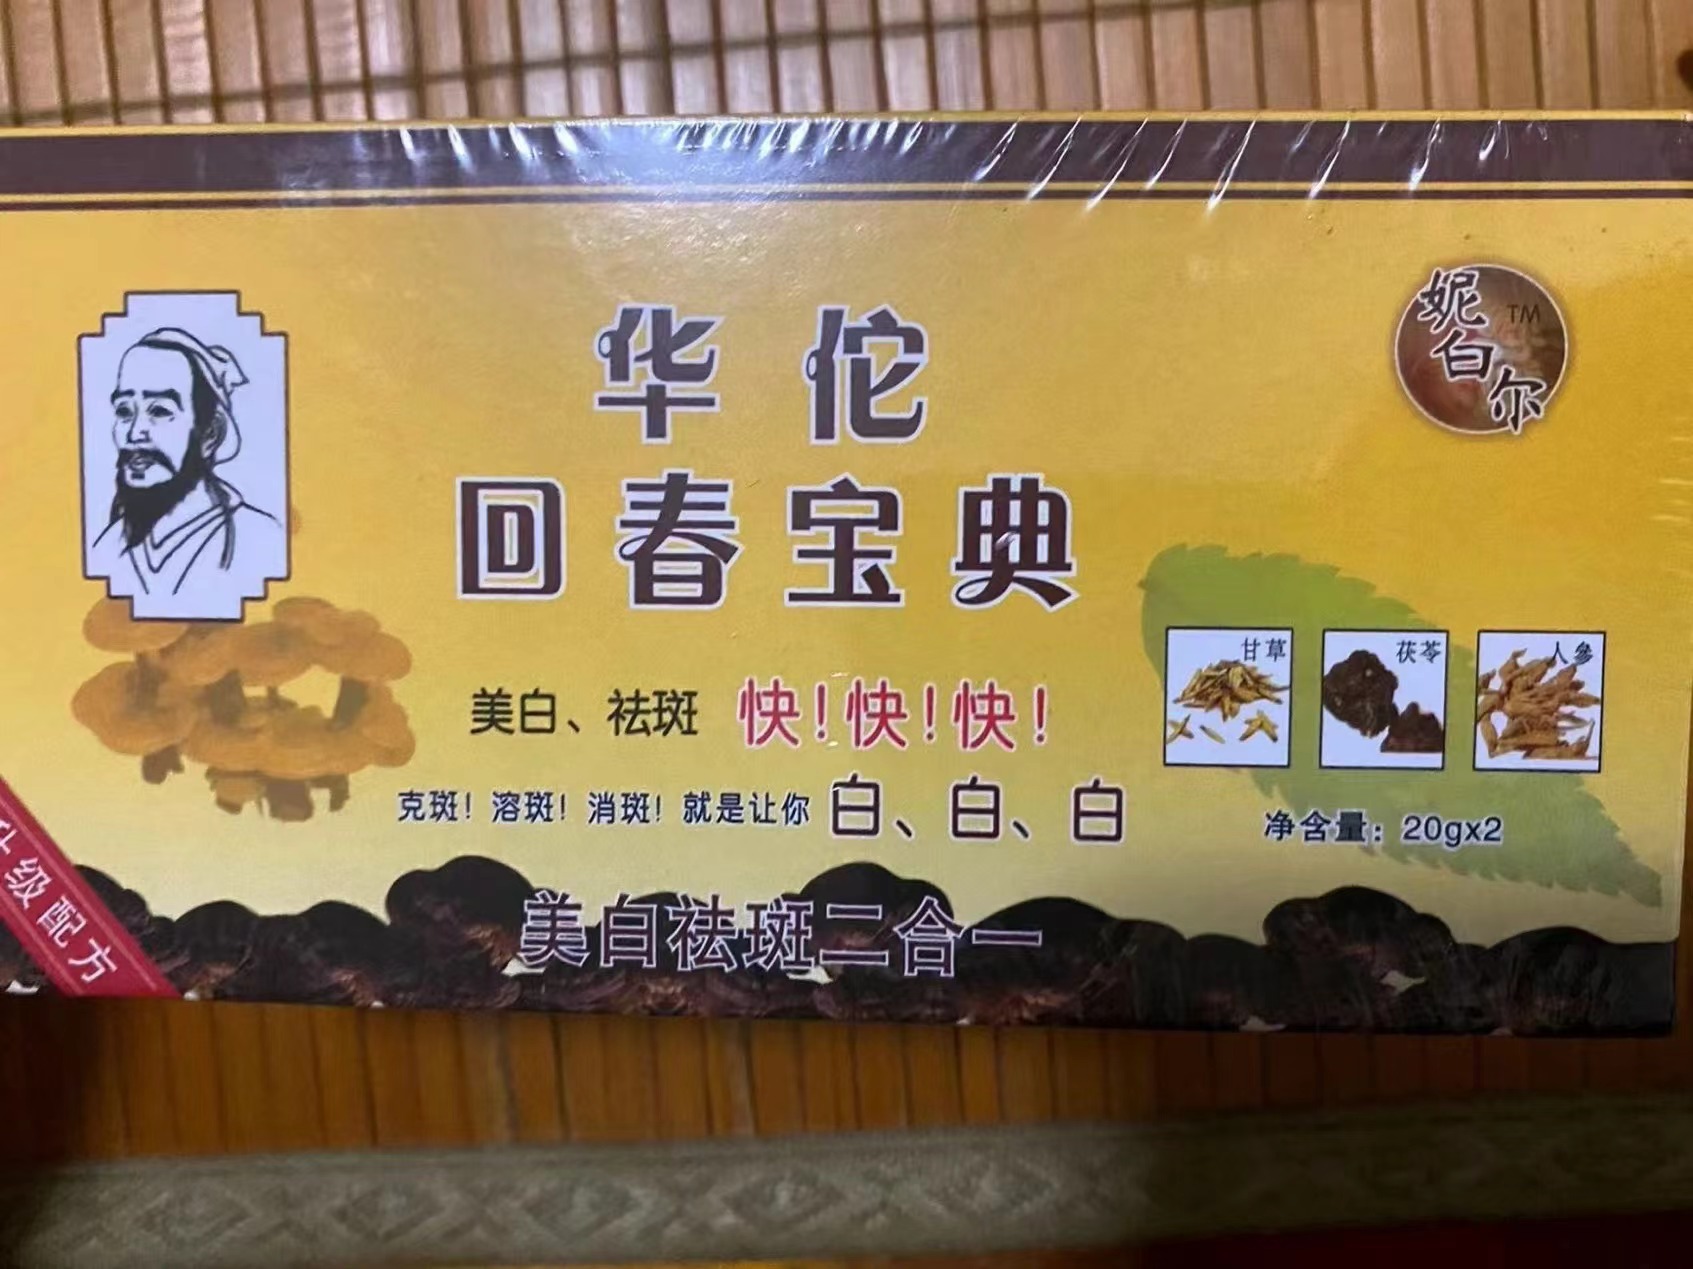 华佗
回春宝典
妮白尔 TM
甘草
茯苓
人參
美白、祛斑 快!快!快!
克斑!溶斑!消斑!就是让你 白、白、白
净含量:20gx2
美白祛斑二合一
升级配方